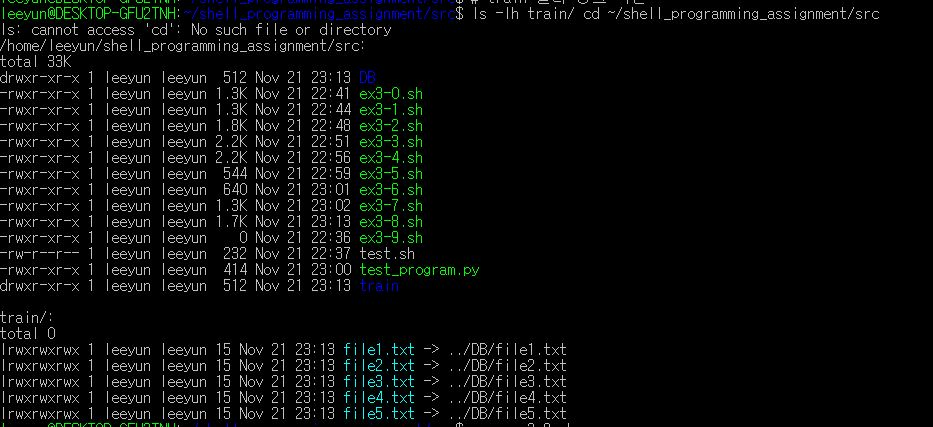 leeyun@DESKTOP-GFU2TNH:~/shell_programming_assignment/src$ # train
leeyun@DESKTOP-GFU2TNH:~/shell_programming_assignment/src$ ls -lh train/ cd ~/shell_programming_assignment/src
ls: cannot access 'cd': No such file or directory
/home/leeyun/shell_programming_assignment/src:
total 33K
drwxr-xr-x 1 leeyun leeyun  512 Nov 21 23:13 DB
-rwxr-xr-x 1 leeyun leeyun 1.3K Nov 21 22:41 ex3-0.sh
-rwxr-xr-x 1 leeyun leeyun 1.3K Nov 21 22:44 ex3-1.sh
-rwxr-xr-x 1 leeyun leeyun 1.8K Nov 21 22:48 ex3-2.sh
-rwxr-xr-x 1 leeyun leeyun 2.2K Nov 21 22:51 ex3-3.sh
-rwxr-xr-x 1 leeyun leeyun 2.2K Nov 21 22:56 ex3-4.sh
-rwxr-xr-x 1 leeyun leeyun  544 Nov 21 22:59 ex3-5.sh
-rwxr-xr-x 1 leeyun leeyun  640 Nov 21 23:01 ex3-6.sh
-rwxr-xr-x 1 leeyun leeyun 1.3K Nov 21 23:02 ex3-7.sh
-rwxr-xr-x 1 leeyun leeyun 1.7K Nov 21 23:13 ex3-8.sh
-rwxr-xr-x 1 leeyun leeyun    0 Nov 21 22:36 ex3-9.sh
-rw-r--r-- 1 leeyun leeyun  232 Nov 21 22:37 test.sh
-rwxr-xr-x 1 leeyun leeyun  414 Nov 21 23:00 test_program.py
drwxr-xr-x 1 leeyun leeyun  512 Nov 21 23:13 train
train/:
total 0
lrwxrwxrwx 1 leeyun leeyun 15 Nov 21 23:13 file1.txt -> ../DB/file1.txt
lrwxrwxrwx 1 leeyun leeyun 15 Nov 21 23:13 file2.txt -> ../DB/file2.txt
lrwxrwxrwx 1 leeyun leeyun 15 Nov 21 23:13 file3.txt -> ../DB/file3.txt
lrwxrwxrwx 1 leeyun leeyun 15 Nov 21 23:13 file4.txt -> ../DB/file4.txt
lrwxrwxrwx 1 leeyun leeyun 15 Nov 21 23:13 file5.txt -> ../DB/file5.txt